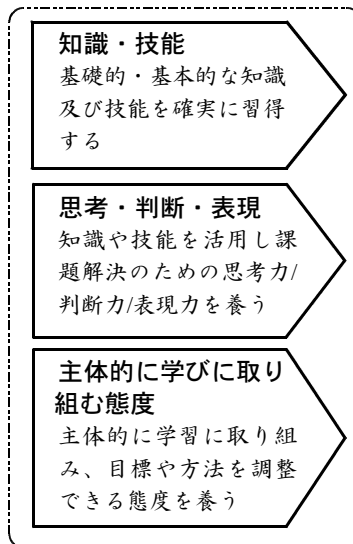 知識・技能
基礎的・基本的な知識
及び技能を確実に習得
する
思考・判断・表現
知識や技能を活用し課
題解決のための思考力/
判断力/表現力を養う
主体的に学びに取り
組む態度
主体的に学習に取り組
み、目標や方法を調整
できる態度を養う